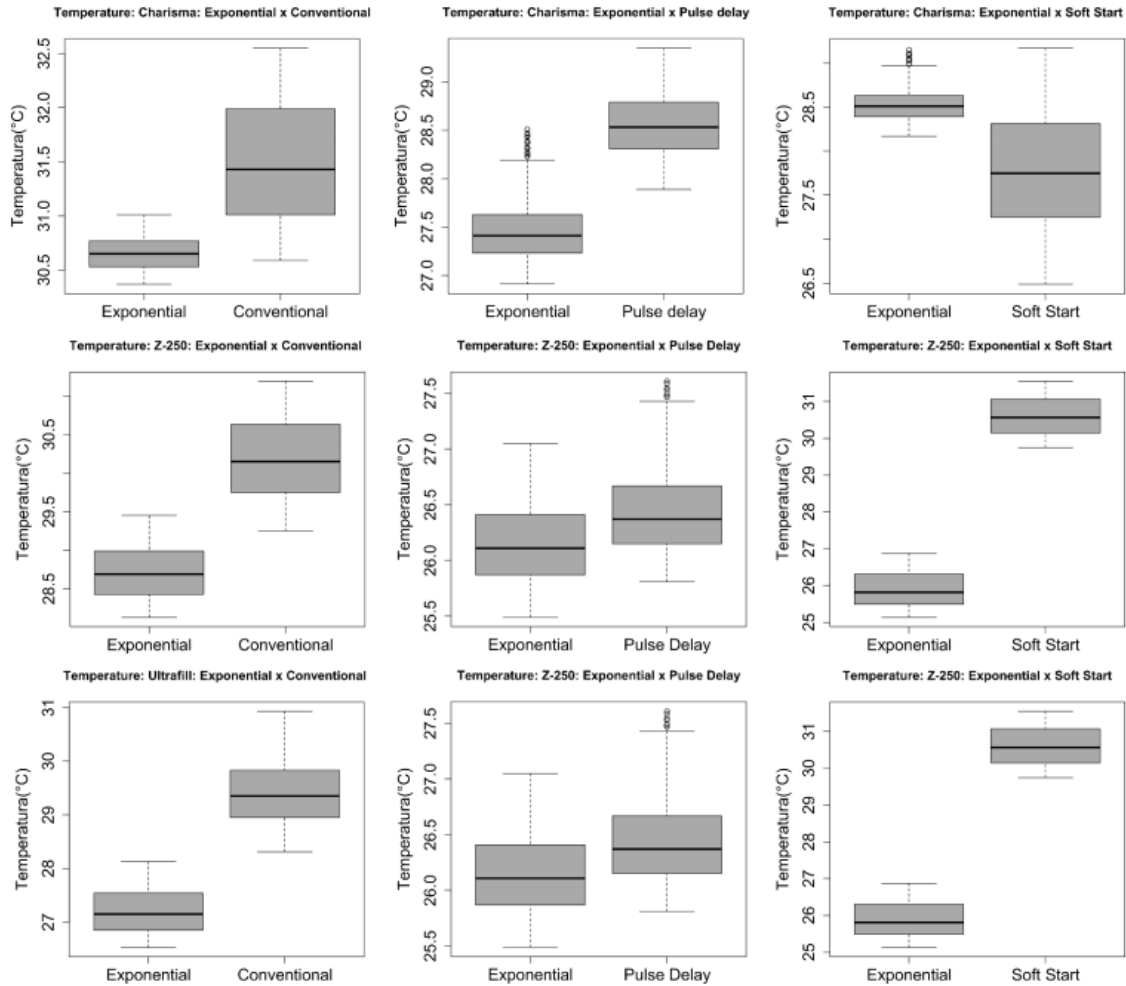 Temperature: Charisma: Exponential x Conventional
Temperatura(°C)
32.5
32.0
31.5
31.0
30.5
Exponential
Conventional
Temperature: Charisma: Exponential x Pulse delay
Temperatura(°C)
29.0
28.5
28.0
27.5
27.0
Exponential
Pulse delay
Temperature: Charisma: Exponential x Soft Start
Temperatura(°C)
28.5
27.5
26.5
Exponential
Soft Start
Temperature: Z-250: Exponential x Conventional
Temperatura(°C)
30.5
29.5
28.5
Exponential
Conventional
Temperature: Z-250: Exponential x Pulse Delay
Temperatura(°C)
27.5
27.0
26.5
26.0
25.5
Exponential
Pulse Delay
Temperature: Z-250: Exponential x Soft Start
Temperatura(°C)
31
30
29
28
27
26
25
Exponential
Soft Start
Temperature: Ultrafill: Exponential x Conventional
Temperatura(°C)
31
30
29
28
27
Exponential
Conventional
Temperature: Z-250: Exponential x Pulse Delay
Temperatura(°C)
27.5
27.0
26.5
26.0
25.5
Exponential
Pulse Delay
Temperature: Z-250: Exponential x Soft Start
Temperatura(°C)
31
30
29
28
27
26
25
Exponential
Soft Start